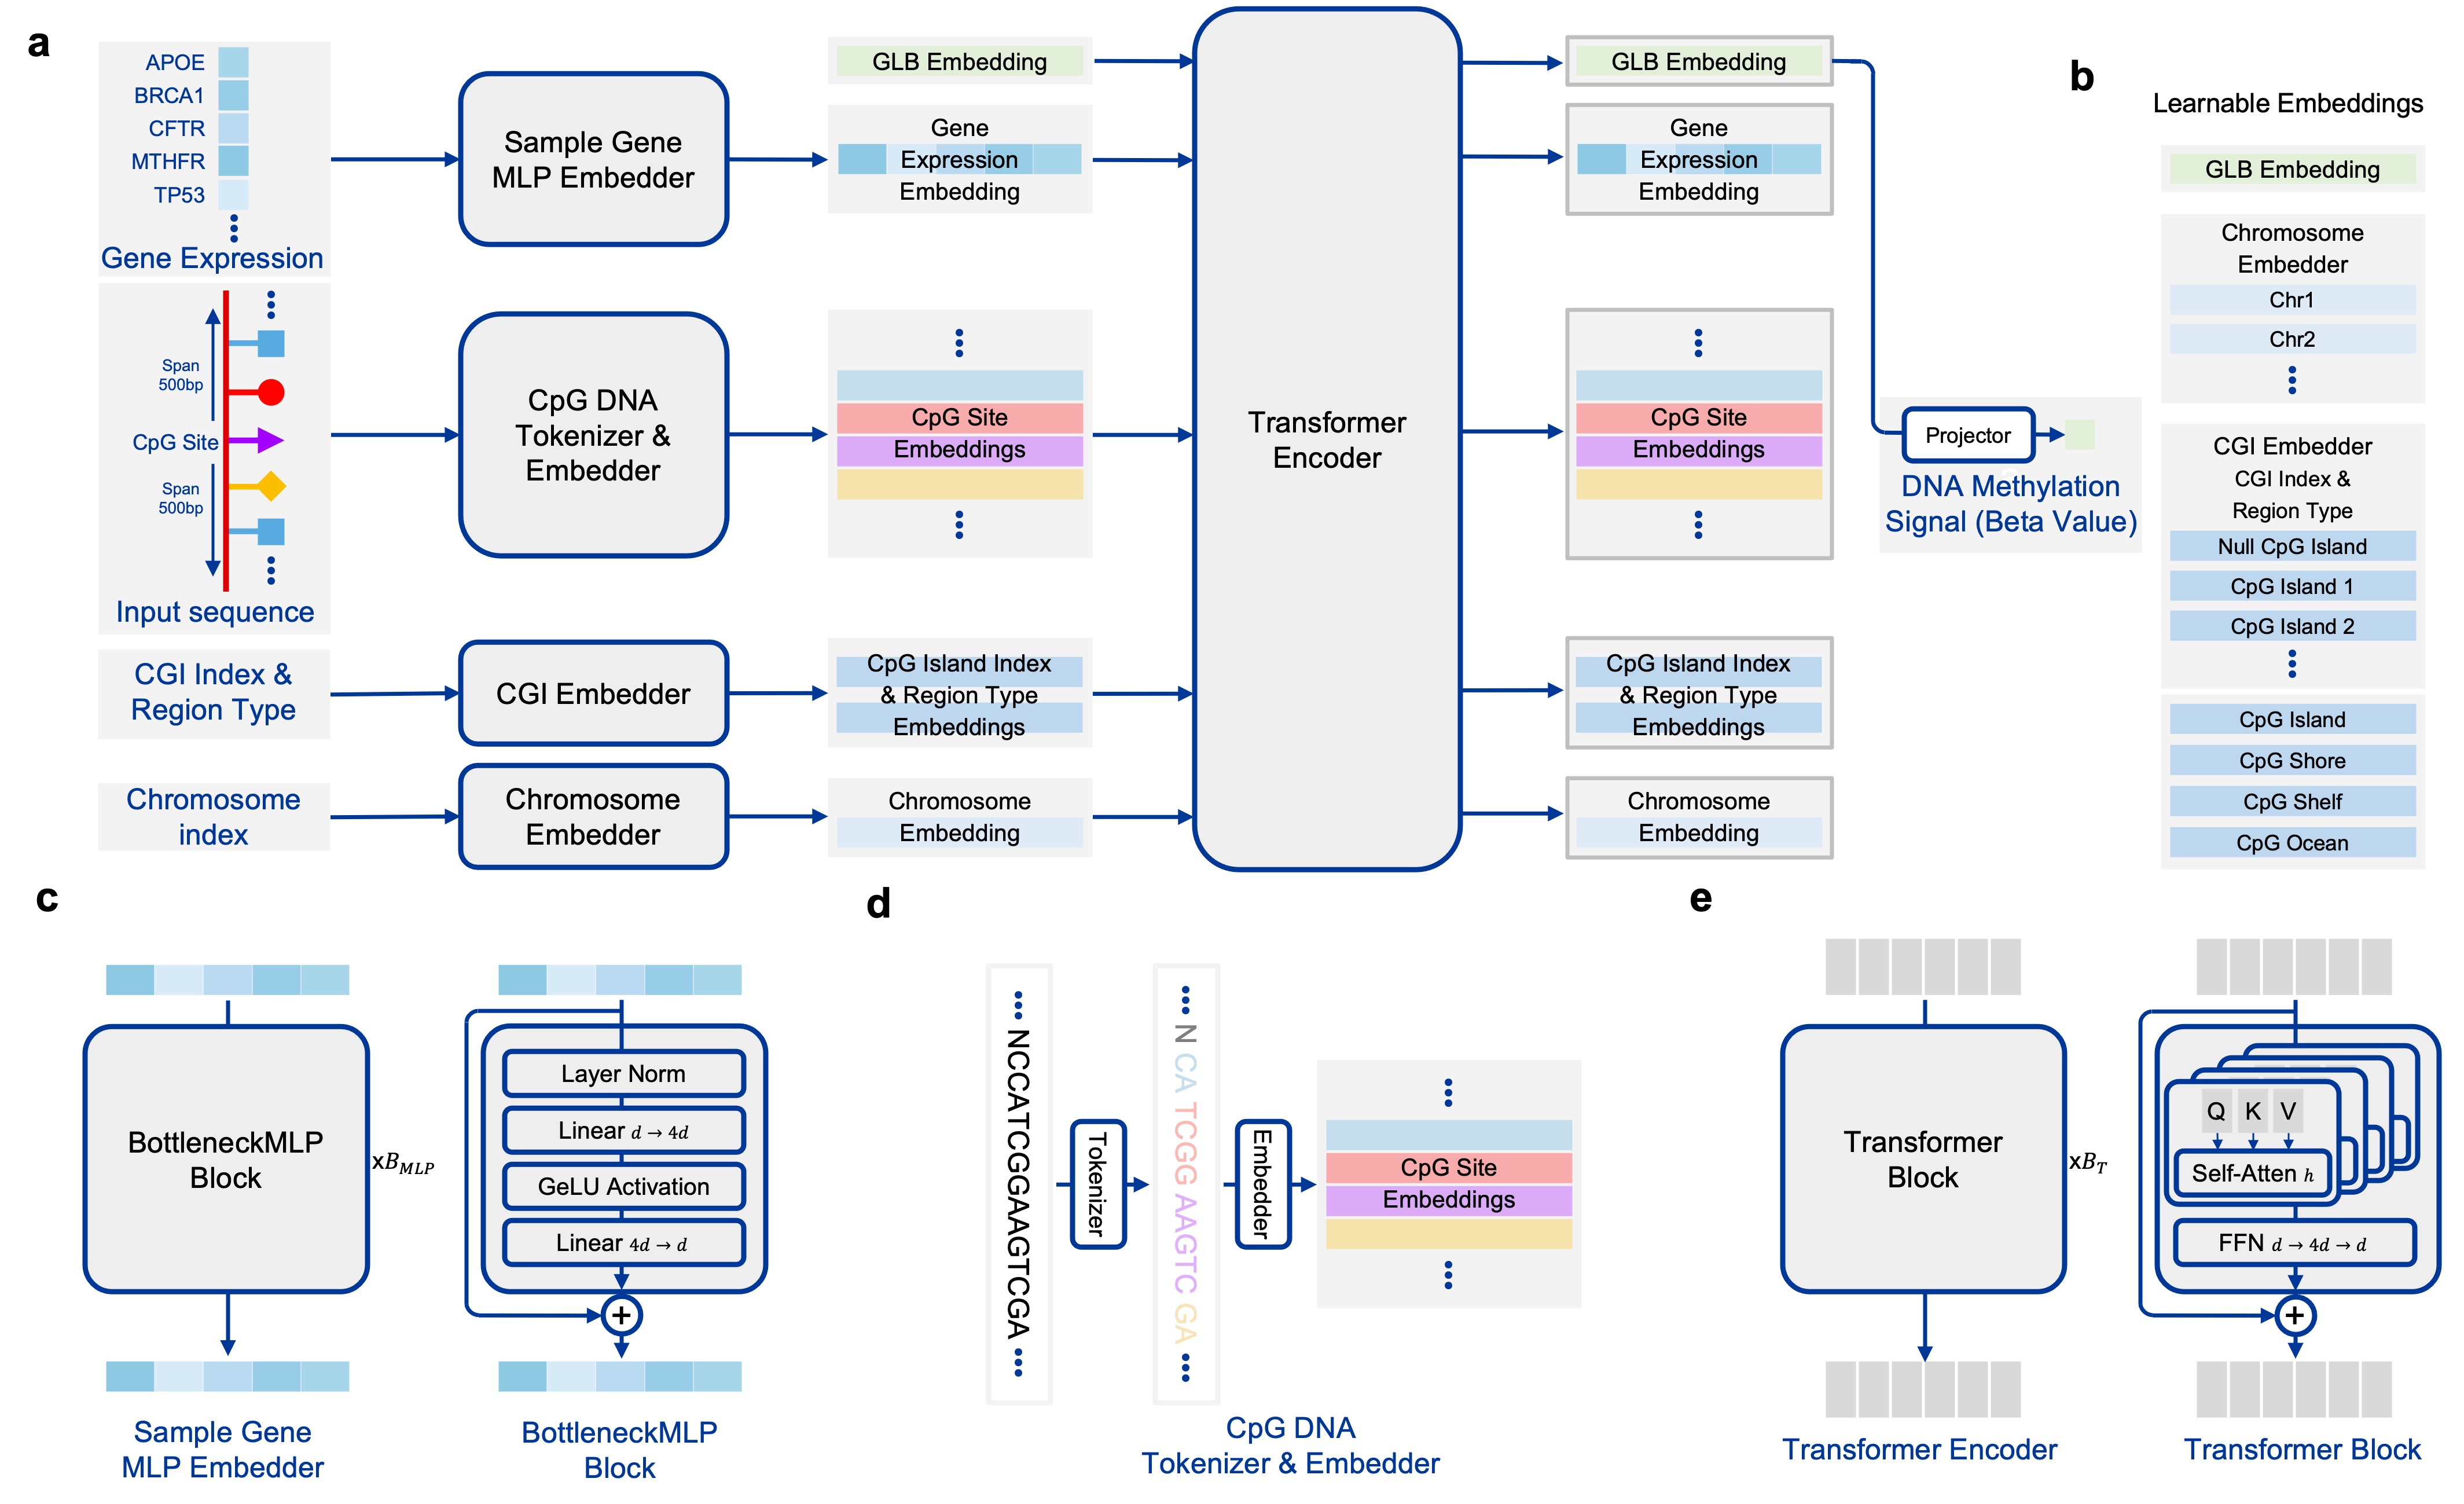 a
APOE
BRCA1
CFTR
MTHFR
TP53
Gene Expression
Span
500bp
CpG Site
Span
500bp
Input sequence
CGI Index &
Region Type
Chromosome
index
Sample Gene
MLP Embedder
CpG DNA
Tokenizer &
Embedder
CGI Embedder
Chromosome
Embedder
GLB Embedding
Gene
Expression
Embedding
CpG Site
Embeddings
CpG Island Index
& Region Type
Embeddings
Chromosome
Embedding
Transformer
Encoder
GLB Embedding
Gene
Expression
Embedding
CpG Site
Embeddings
CpG Island Index
& Region Type
Embeddings
Chromosome
Embedding
Projector
DNA Methylation
Signal (Beta Value)
b
Learnable Embeddings
GLB Embedding
Chromosome
Embedder
Chr1
Chr2
CGI Embedder
CGI Index &
Region Type
Null CpG Island
CpG Island 1
CpG Island 2
CpG Island
CpG Shore
CpG Shelf
CpG Ocean
c
BottleneckMLP
Block
xB_MLP
Sample Gene
MLP Embedder
Layer Norm
Linear d → 4d
GeLU Activation
Linear 4d → d
+
BottleneckMLP
Block
d
NCCATCGGAAGTCGA
Tokenizer
N CA TCGG AAGTC GA
Embedder
CpG Site
Embeddings
CpG DNA
Tokenizer & Embedder
e
Transformer
Block
xB_T
Transformer Encoder
Q K V
Self-Atten h
FFN d → 4d → d
+
Transformer Block